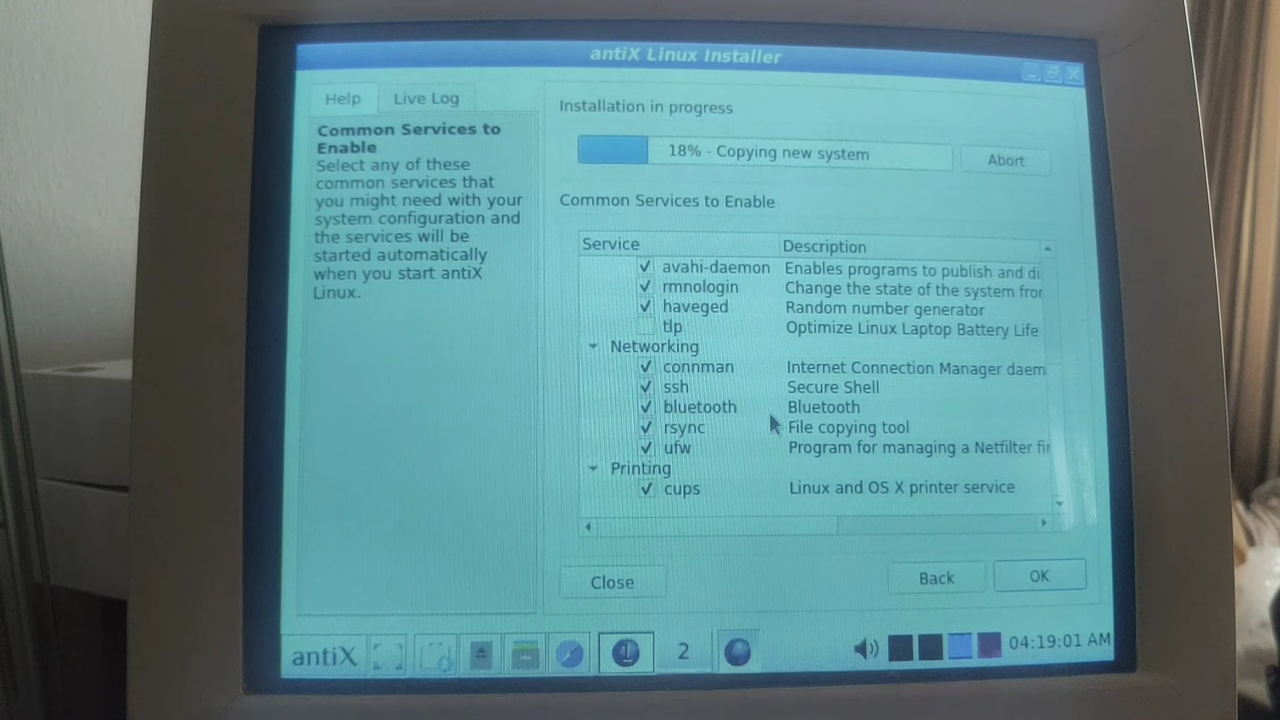 antiX Linux Installer
Help
Live Log
Common Services to
Enable
Select any of these
common services that
you might need with your
system configuration and
the services will be
started automatically
when you start antiX
Linux.
Installation in progress
18% - Copying new system
Abort
Common Services to Enable
Service Description
avahi-daemon Enables programs to publish and di
rmnologin Change the state of the system fror
haveged Random number generator
tlp Optimize Linux Laptop Battery Life
Networking
connman Internet Connection Manager daem
ssh Secure Shell
bluetooth Bluetooth
rsync File copying tool
ufw Program for managing a Netfilter fir
Printing
cups Linux and OS X printer service
Close
Back
OK
antiX
1
2
04:19:01 AM